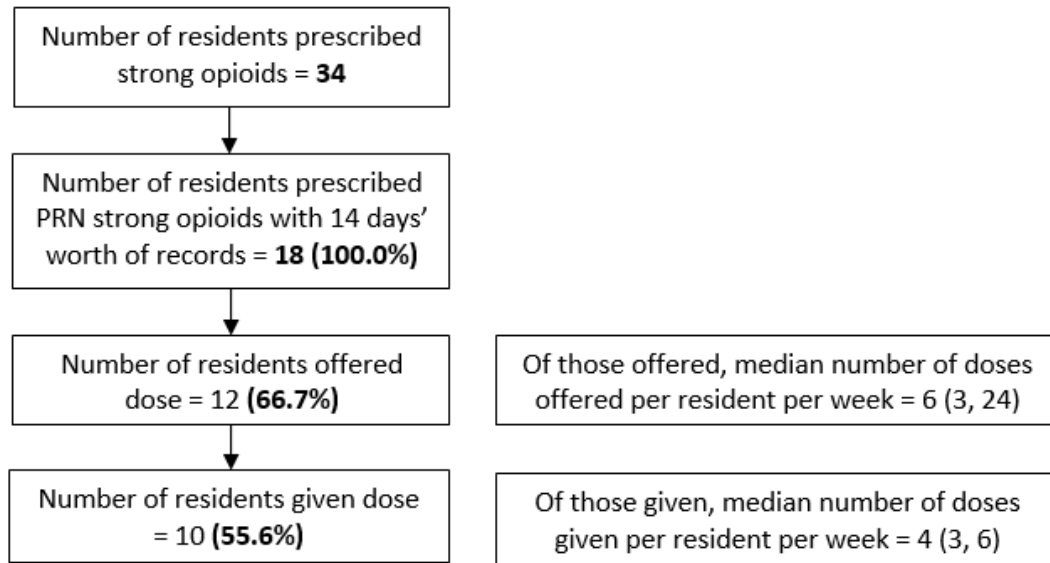 Number of residents prescribed
strong opioids = 34
Number of residents prescribed
PRN strong opioids with 14 days’
worth of records = 18 (100.0%)
Number of residents offered
dose = 12 (66.7%)
Of those offered, median number of doses
offered per resident per week = 6 (3, 24)
Number of residents given dose
= 10 (55.6%)
Of those given, median number of doses
given per resident per week = 4 (3, 6)